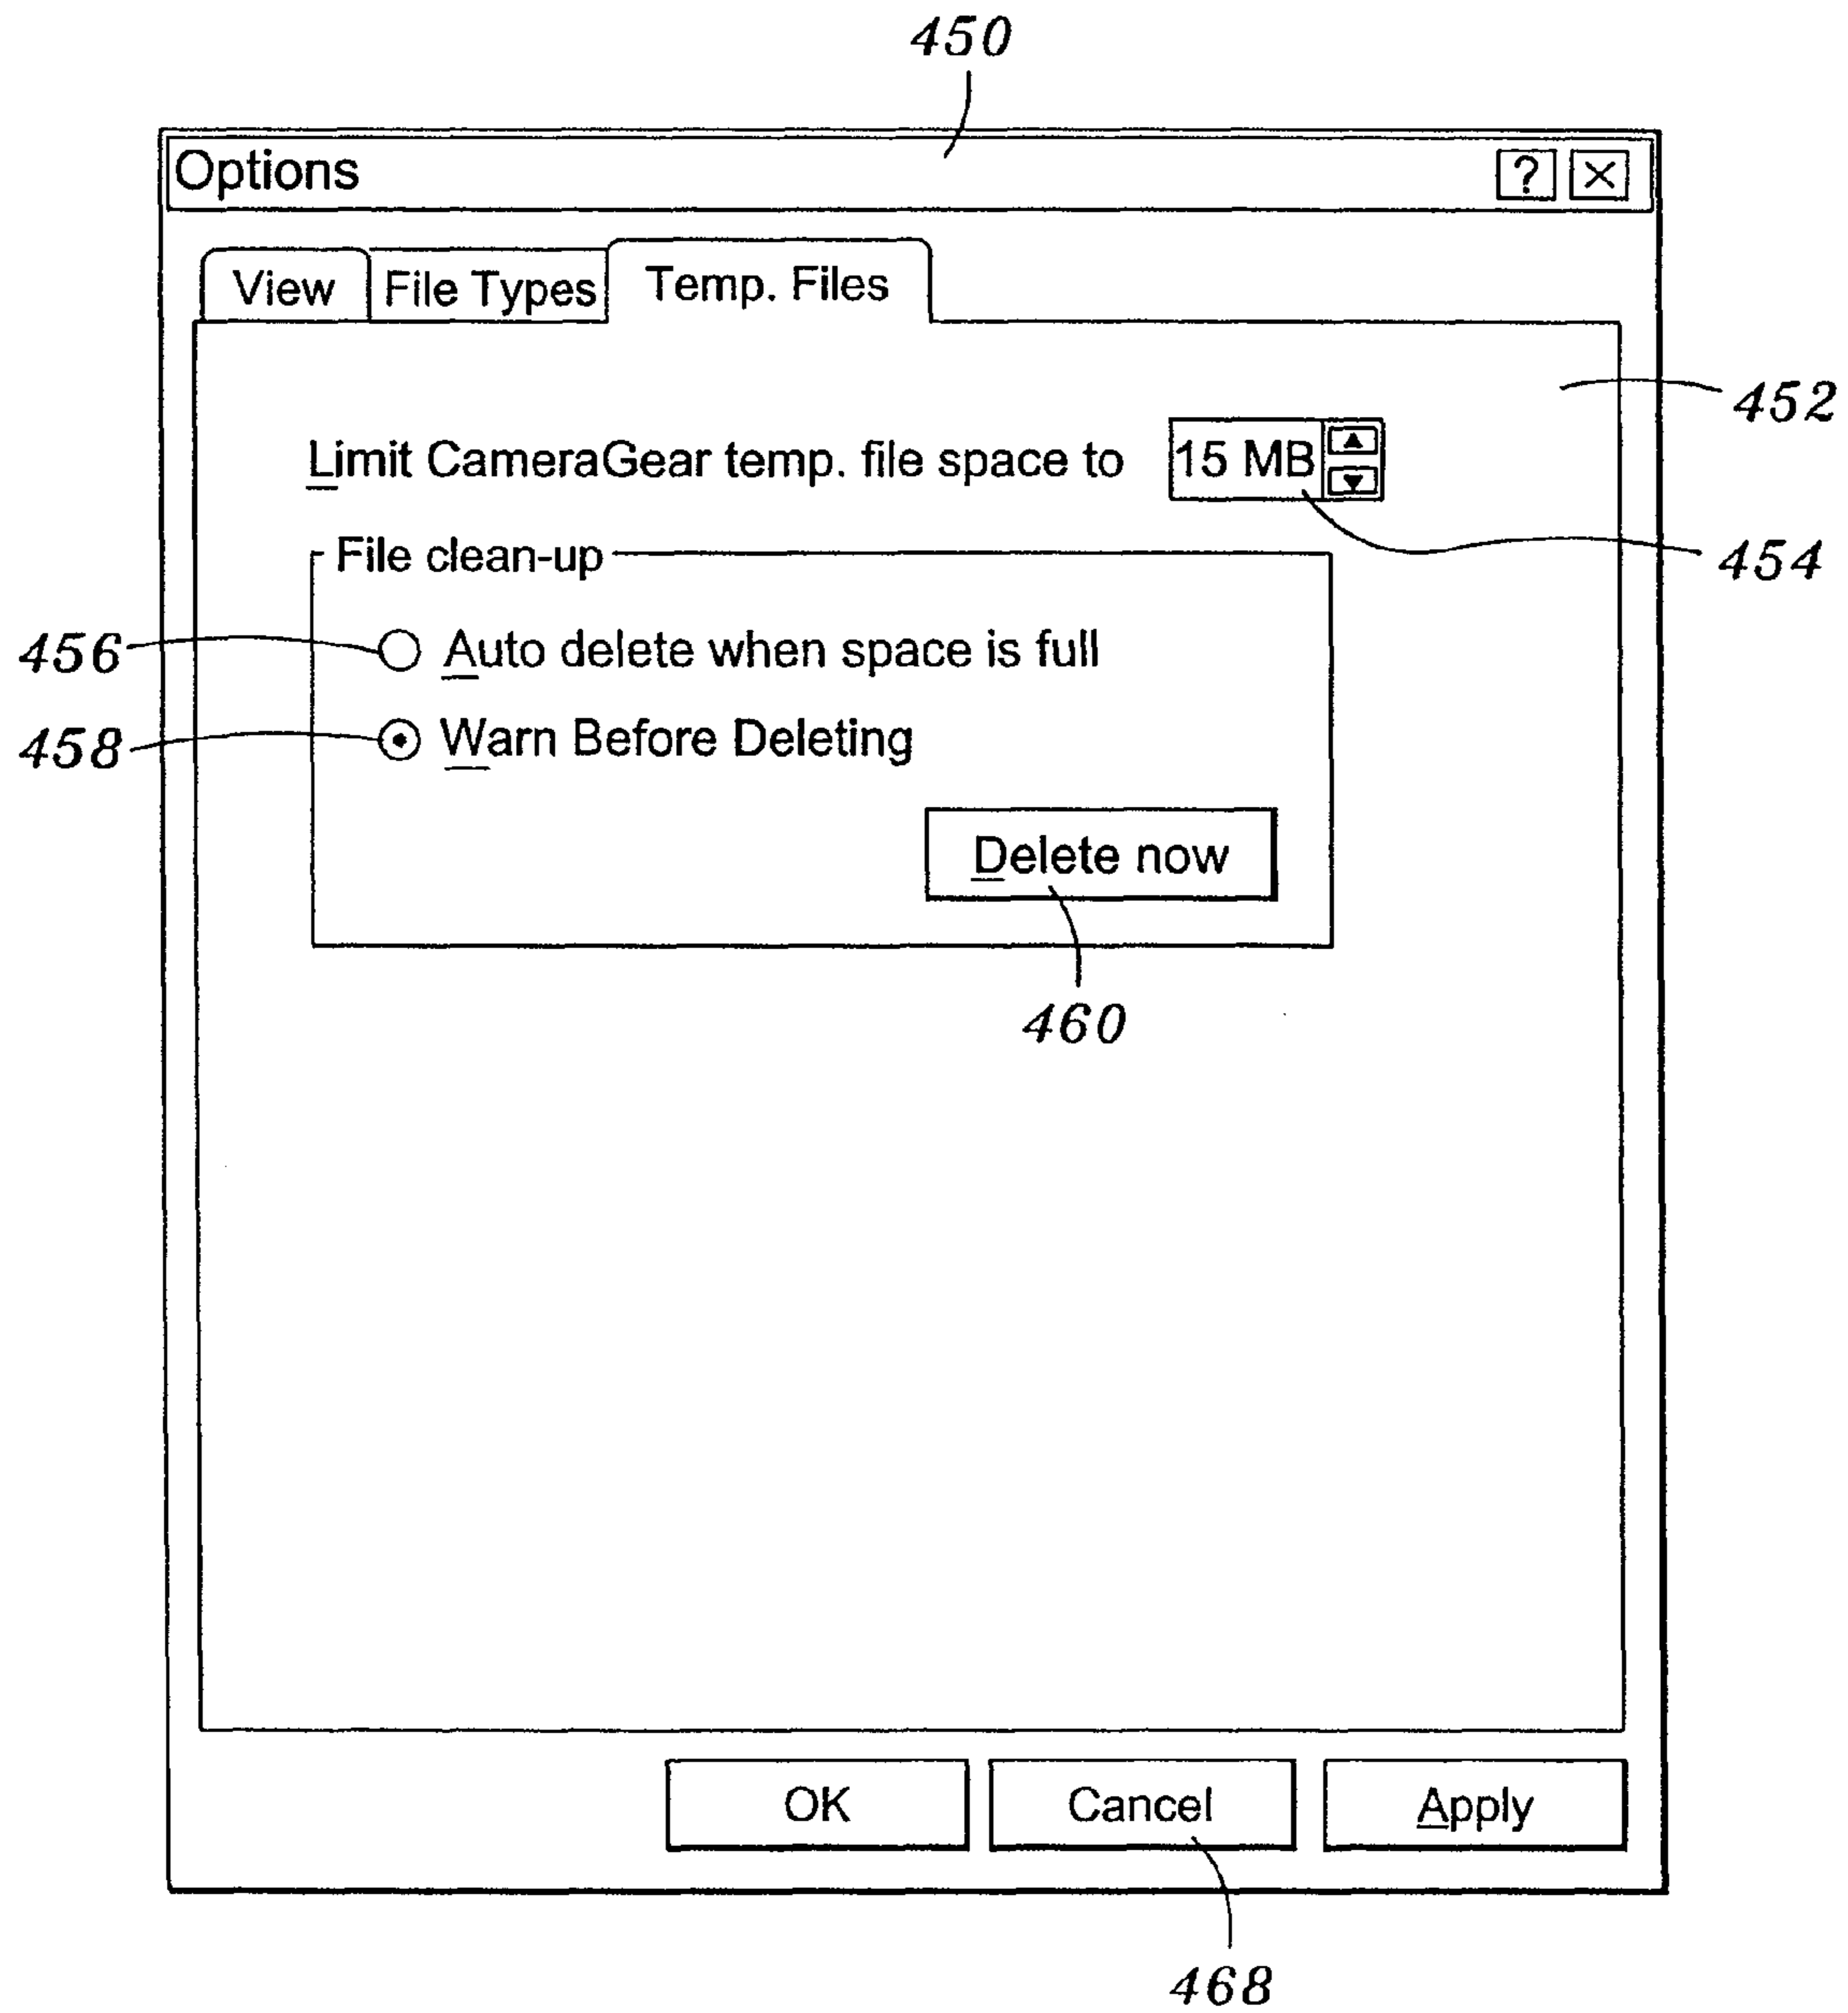 450
Options ? X
View File Types Temp. Files
452
Limit CameraGear temp. file space to 15 MB
454
File clean-up
456 Auto delete when space is full
458 Warn Before Deleting
Delete now
460
OK Cancel Apply
468